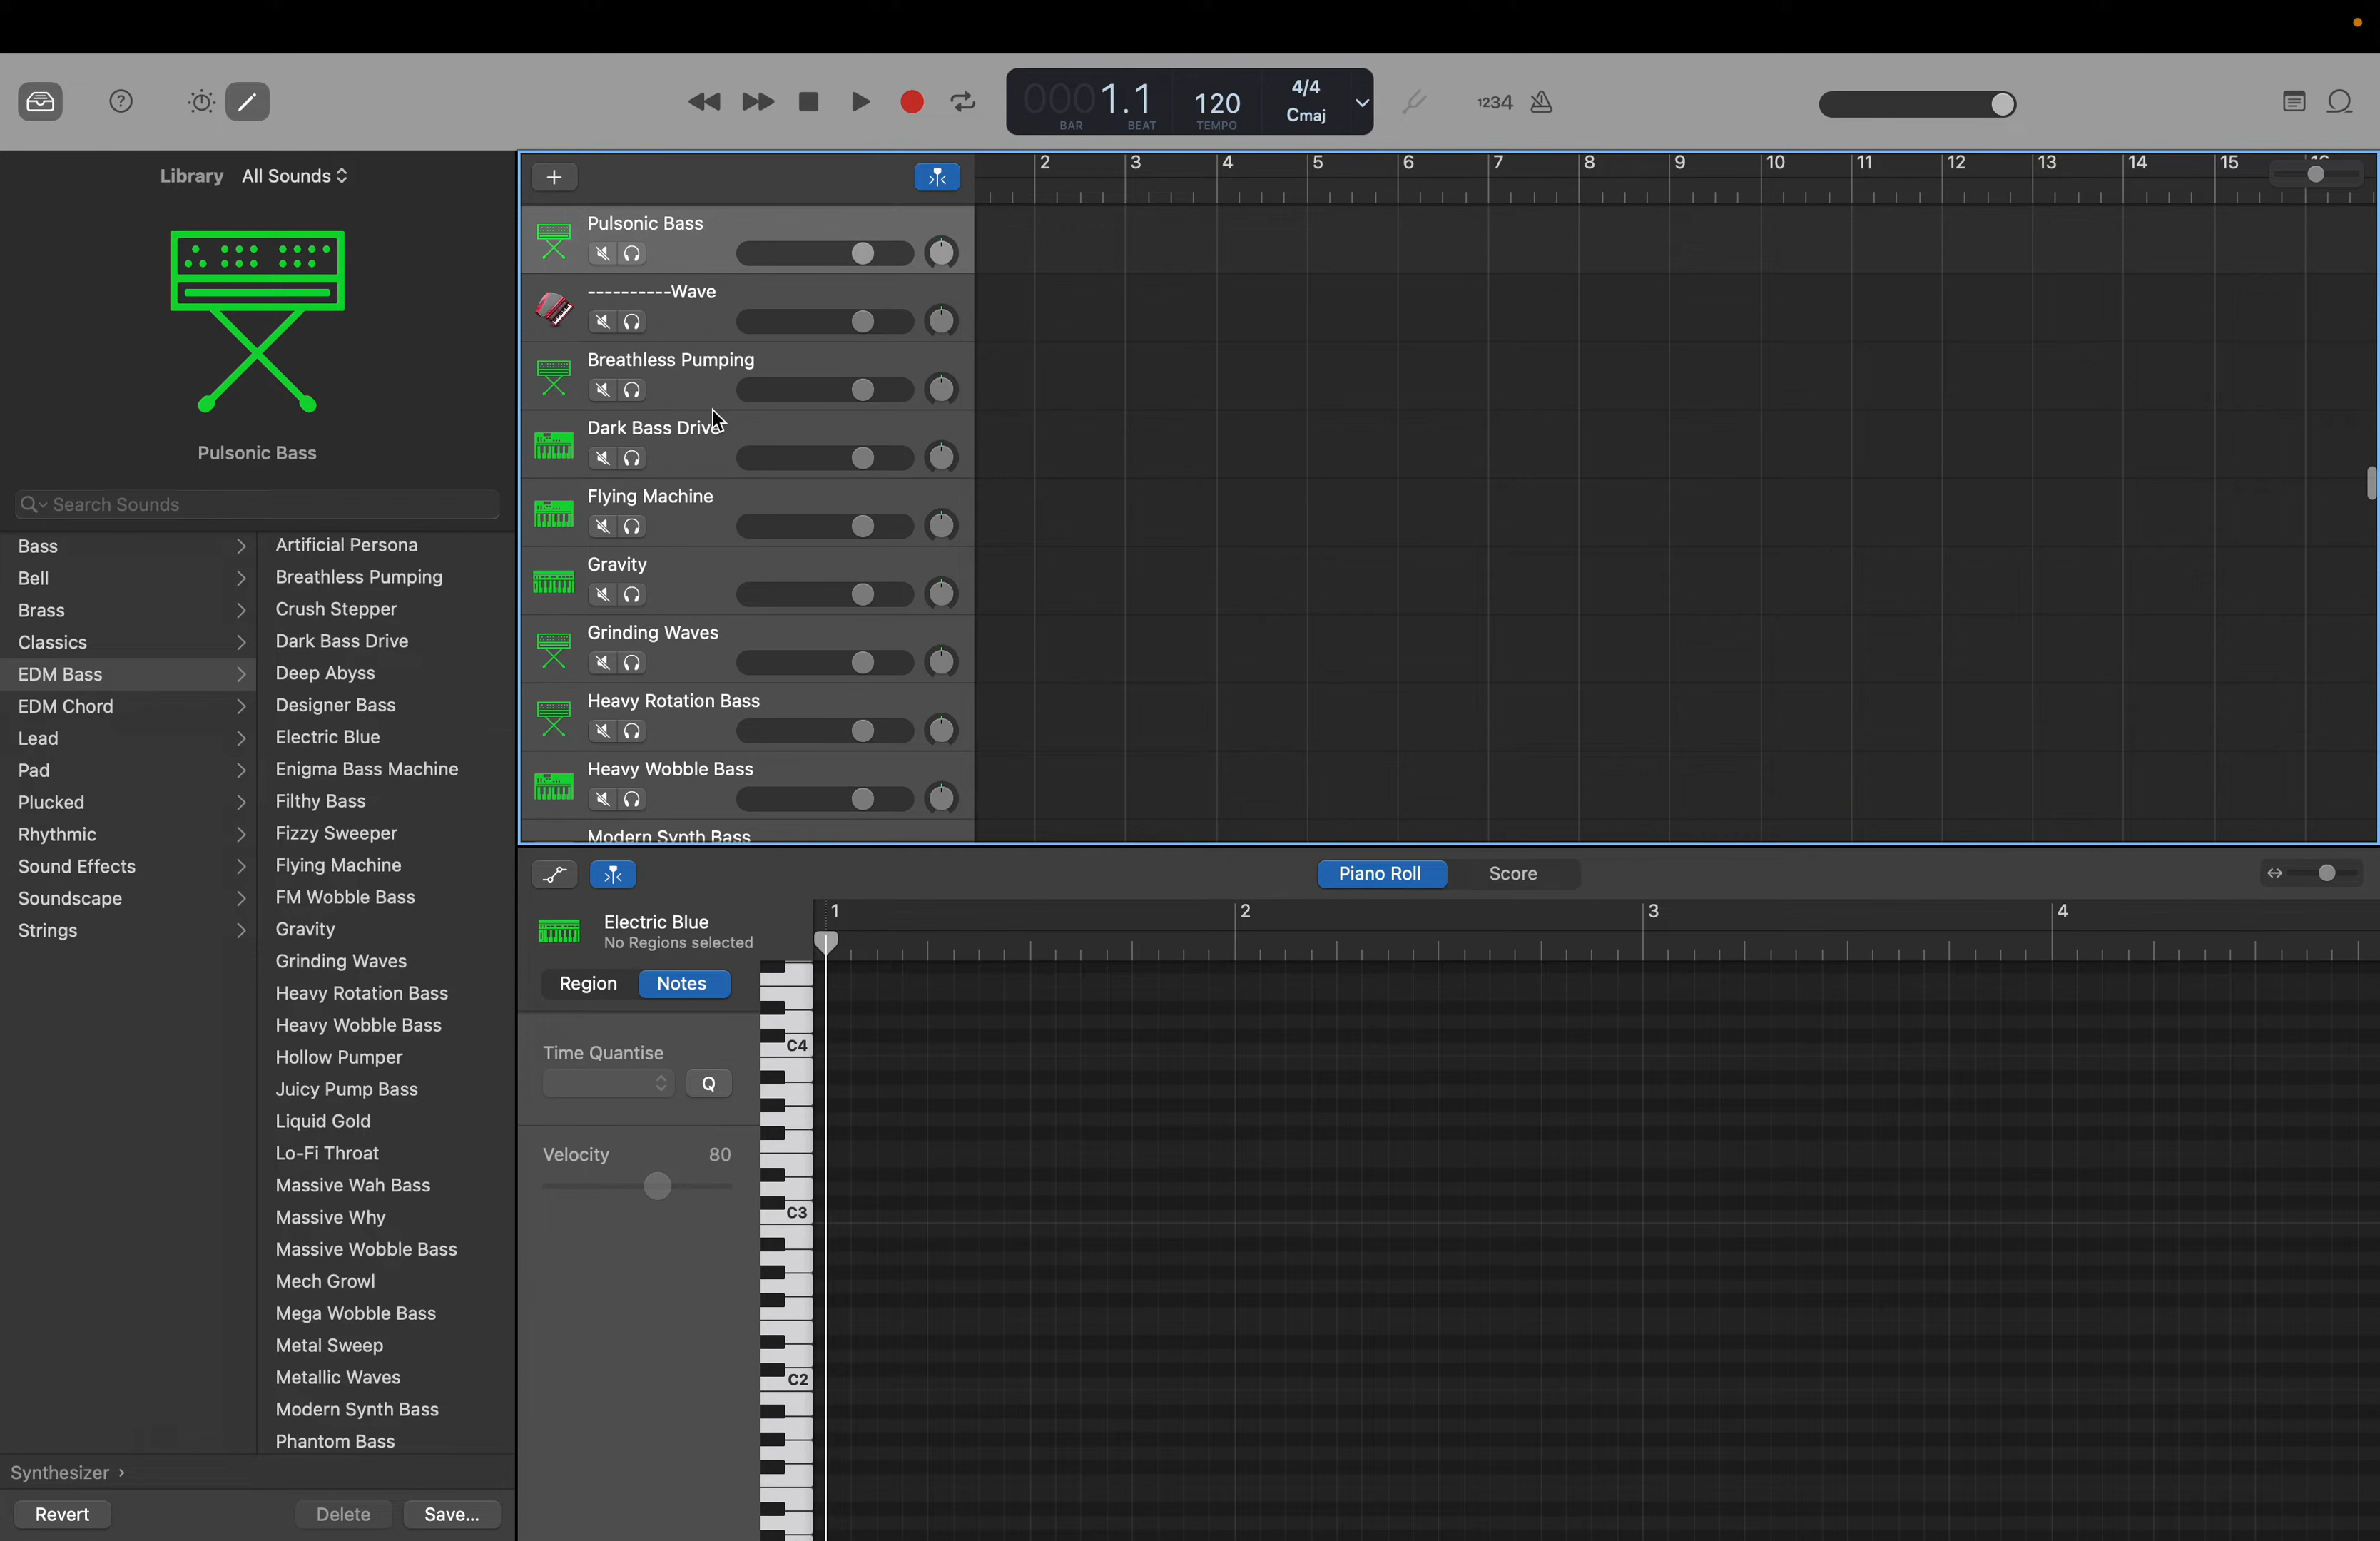 0001.1
BAR
BEAT
120
TEMPO
4/4
Cmaj
1234
Library All Sounds
Pulsonic Bass
Search Sounds
Bass
Bell
Brass
Classics
EDM Bass
EDM Chord
Lead
Pad
Plucked
Rhythmic
Sound Effects
Soundscape
Strings
Artificial Persona
Breathless Pumping
Crush Stepper
Dark Bass Drive
Deep Abyss
Designer Bass
Electric Blue
Enigma Bass Machine
Filthy Bass
Fizzy Sweeper
Flying Machine
FM Wobble Bass
Gravity
Grinding Waves
Heavy Rotation Bass
Heavy Wobble Bass
Hollow Pumper
Juicy Pump Bass
Liquid Gold
Lo-Fi Throat
Massive Wah Bass
Massive Why
Massive Wobble Bass
Mech Growl
Mega Wobble Bass
Metal Sweep
Metallic Waves
Modern Synth Bass
Phantom Bass
Synthesizer ›
Revert
Delete
Save...
2 3 4 5 6 7 8 9 10 11 12 13 14 15
Pulsonic Bass
----------Wave
Breathless Pumping
Dark Bass Drive
Flying Machine
Gravity
Grinding Waves
Heavy Rotation Bass
Heavy Wobble Bass
Modern Synth Bass
Piano Roll
Score
Electric Blue
No Regions selected
1 2 3 4
Region
Notes
Time Quantise
Q
Velocity 80
C4
C3
C2